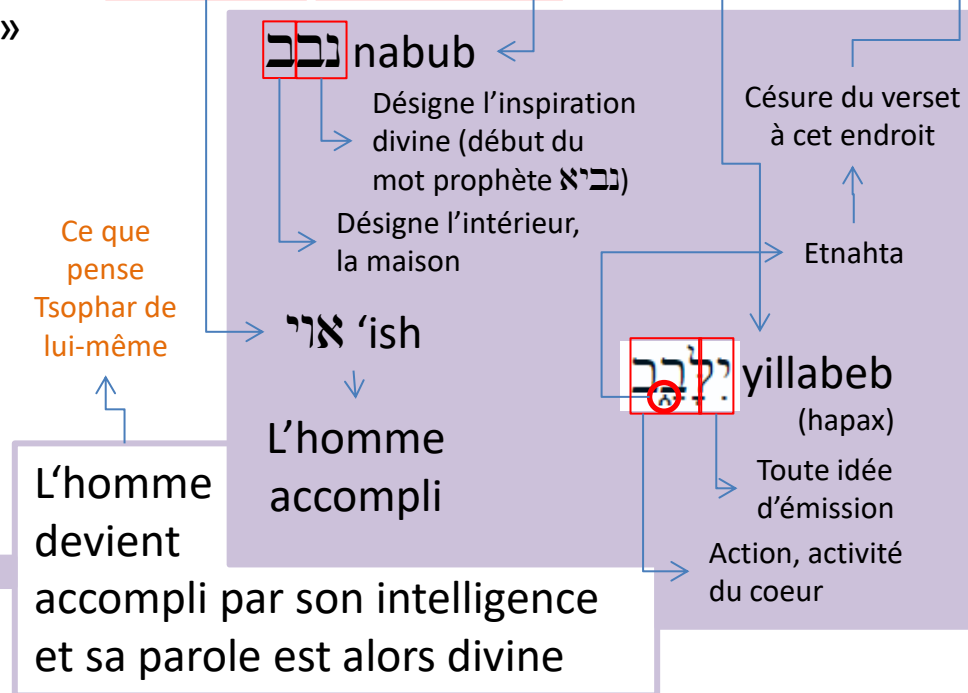 »
נבב nabub
Désigne l'inspiration
divine (début du
mot prophète נביא)
Désigne l'intérieur,
la maison
Césure du verset
à cet endroit
Etnahta
Ce que
pense
Tsophar de
lui-même
אוי ‘ish
L'homme
accompli
יִלָּבֵ֑ב yillabeb
(hapax)
Toute idée
d'émission
Action, activité
du coeur
L‘homme
devient
accompli par son intelligence
et sa parole est alors divine